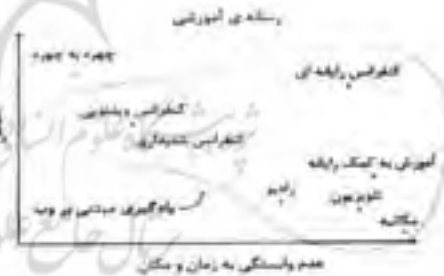 رسانه ی آموزشی
چهره به چهره
کنفرانس رایانه ای
کنفرانس ویدئویی
کنفرانس شنیداری
آموزش به کمک رایانه
رادیو
تلویزیون
یادگیری مبتنی بر وب
مکاتبه
عدم وابستگی به زمان و مکان